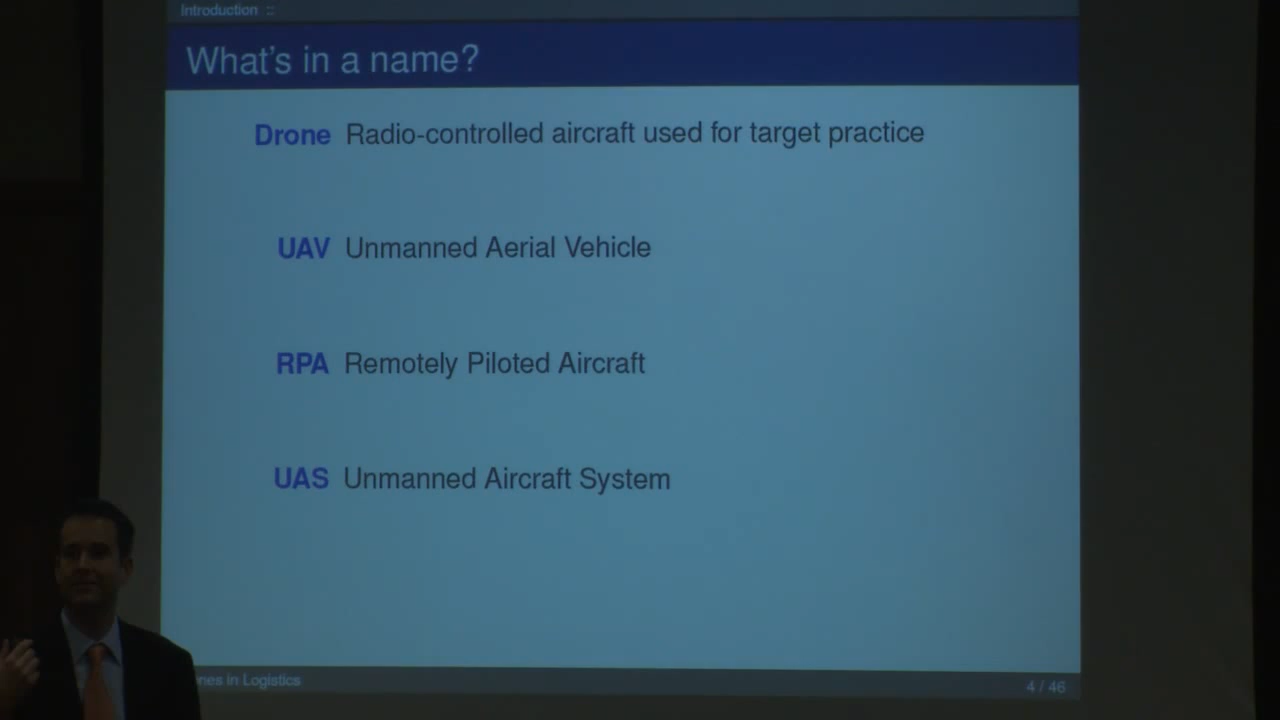 Introduction ::
What's in a name?
Drone Radio-controlled aircraft used for target practice
UAV Unmanned Aerial Vehicle
RPA Remotely Piloted Aircraft
UAS Unmanned Aircraft System
in Logistics
4 / 46